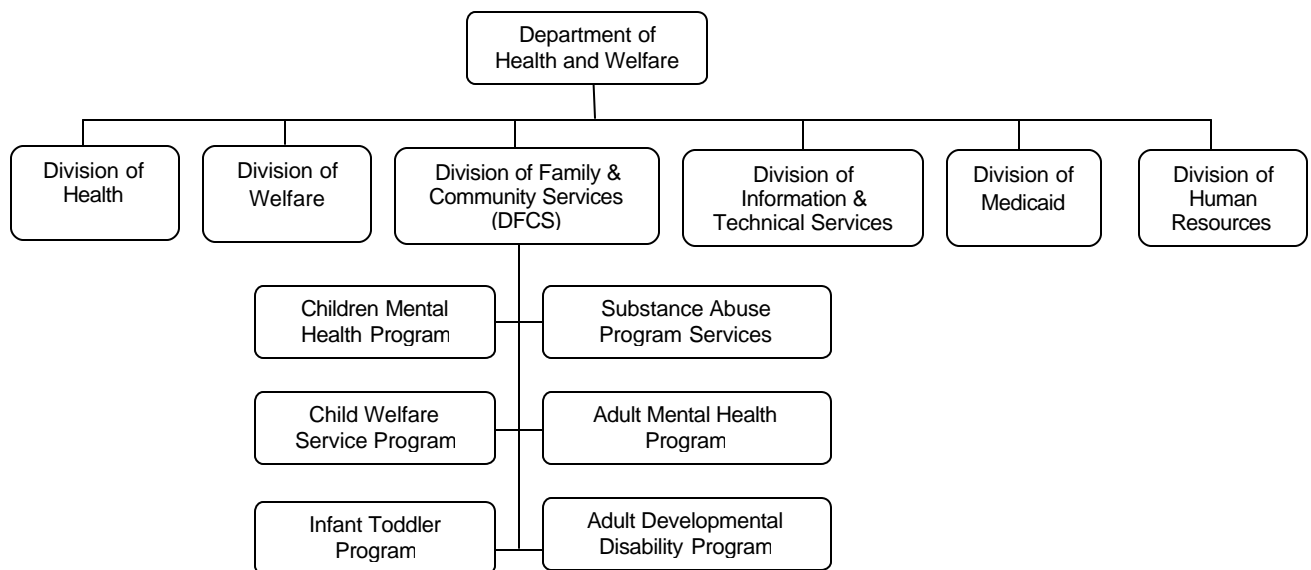 Department of
Health and Welfare
Division of
Health
Division of
Welfare
Division of Family &
Community Services
(DFCS)
Division of
Information &
Technical Services
Division of
Medicaid
Division of
Human
Resources
Children Mental
Health Program
Substance Abuse
Program Services
Child Welfare
Service Program
Adult Mental Health
Program
Infant Toddler
Program
Adult Developmental
Disability Program